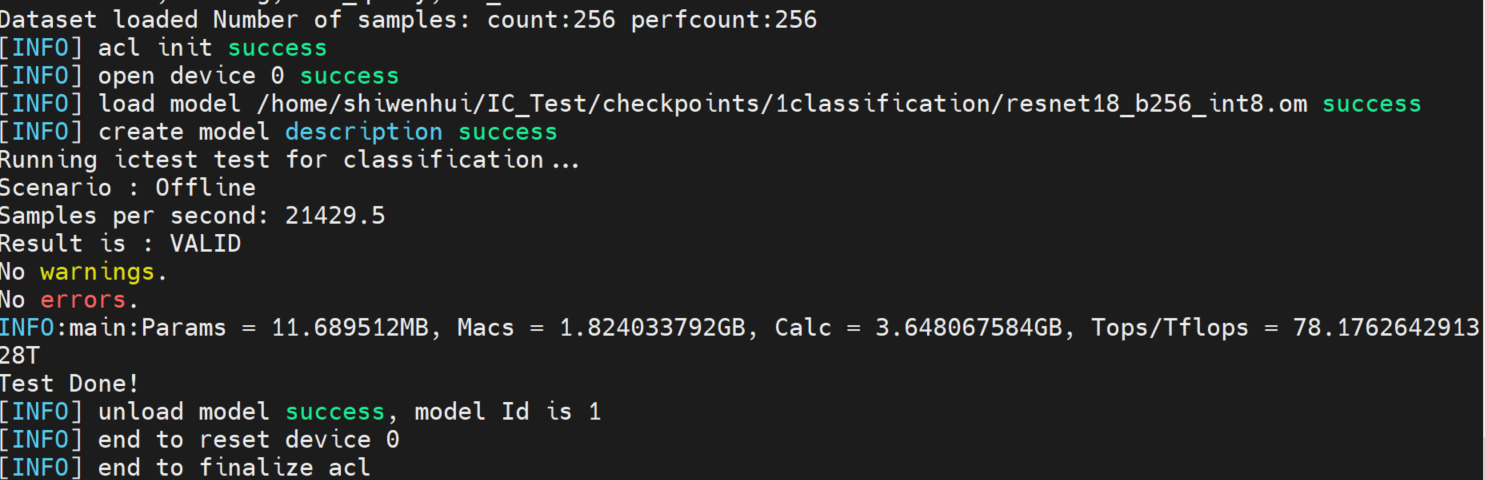 Dataset loaded Number of samples: count:256 perfcount:256
[INFO] acl init success
[INFO] open device 0 success
[INFO] load model /home/shiwenhui/IC_Test/checkpoints/1classification/resnet18_b256_int8.om success
[INFO] create model description success
Running ictest test for classification...
Scenario : Offline
Samples per second: 21429.5
Result is : VALID
No warnings.
No errors.
INFO:main:Params = 11.689512MB, Macs = 1.824033792GB, Calc = 3.648067584GB, Tops/Tflops = 78.1762642913
28T
Test Done!
[INFO] unload model success, model Id is 1
[INFO] end to reset device 0
[INFO] end to finalize acl